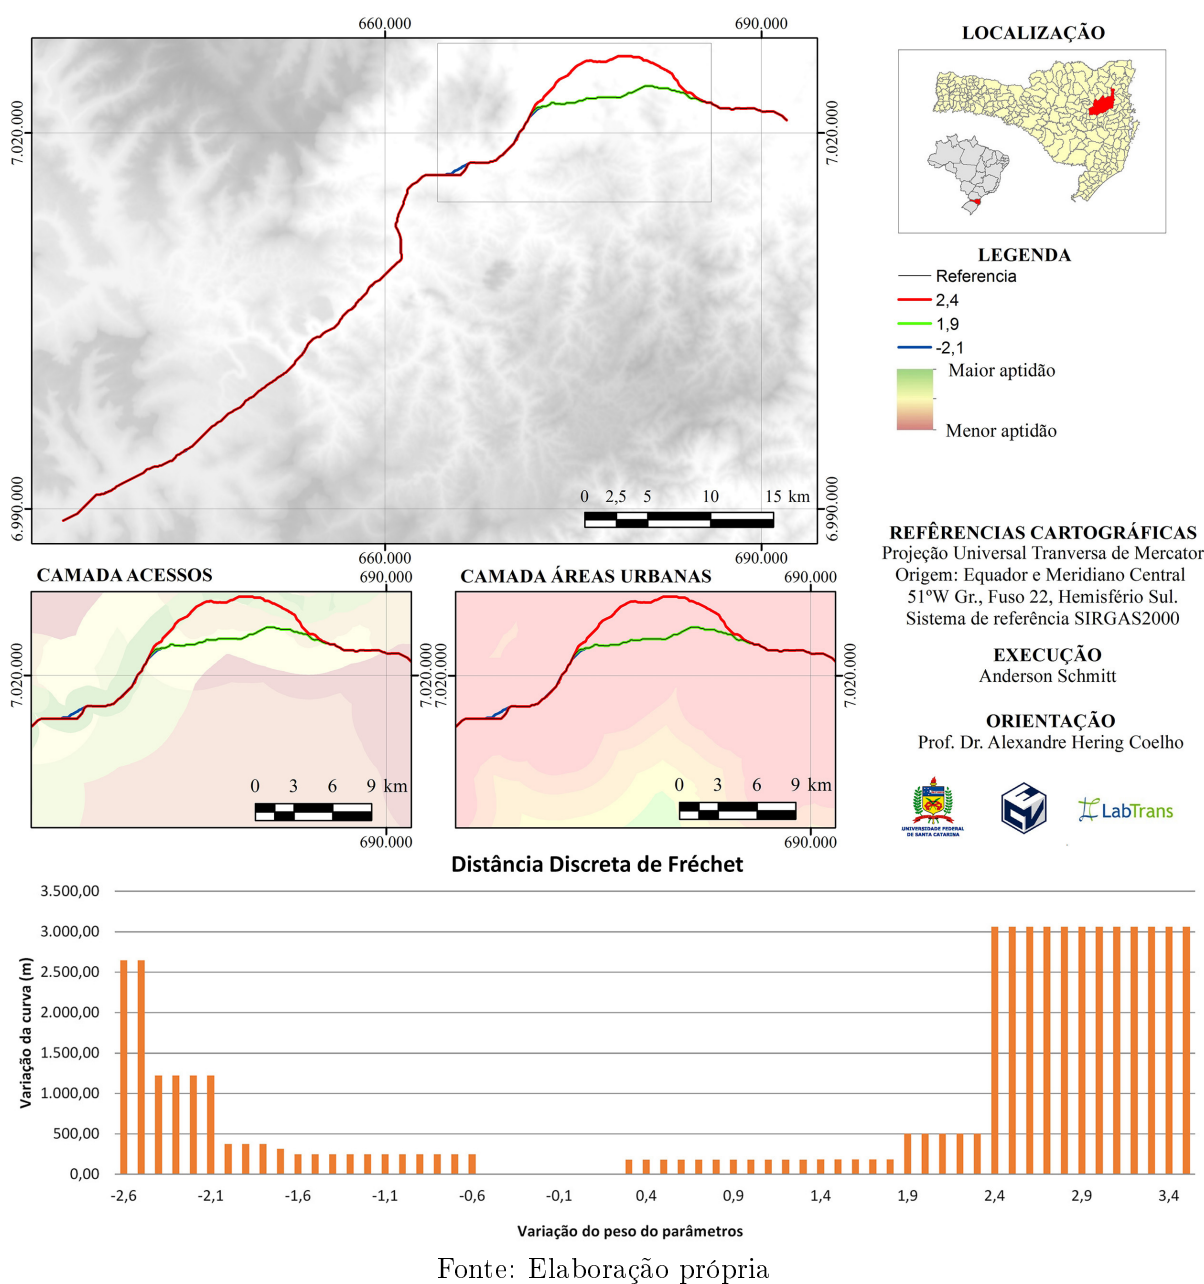 660.000
690.000
7.020.000
7.020.000
6.990.000
6.990.000
0 2,5 5 10 15 km
660.000
690.000
LOCALIZAÇÃO
LEGENDA
Referencia
2,4
1,9
-2,1
Maior aptidão
Menor aptidão
REFÊRENCIAS CARTOGRÁFICAS
Projeção Universal Tranversa de Mercator
Origem: Equador e Meridiano Central
51ºW Gr., Fuso 22, Hemisfério Sul.
Sistema de referência SIRGAS2000
EXECUÇÃO
Anderson Schmitt
ORIENTAÇÃO
Prof. Dr. Alexandre Hering Coelho
UNIVERSIDADE FEDERAL
DE SANTA CATARINA
ECV
LabTrans
CAMADA ACESSOS
690.000
7.020.000
0 3 6 9 km
690.000
CAMADA ÁREAS URBANAS
690.000
7.020.000
7.020.000
0 3 6 9 km
690.000
Distância Discreta de Fréchet
Variação da curva (m)
3.500,00
3.000,00
2.500,00
2.000,00
1.500,00
1.000,00
500,00
0,00
-2,6 -2,1 -1,6 -1,1 -0,6 -0,1 0,4 0,9 1,4 1,9 2,4 2,9 3,4
Variação do peso do parâmetros
Fonte: Elaboração própria